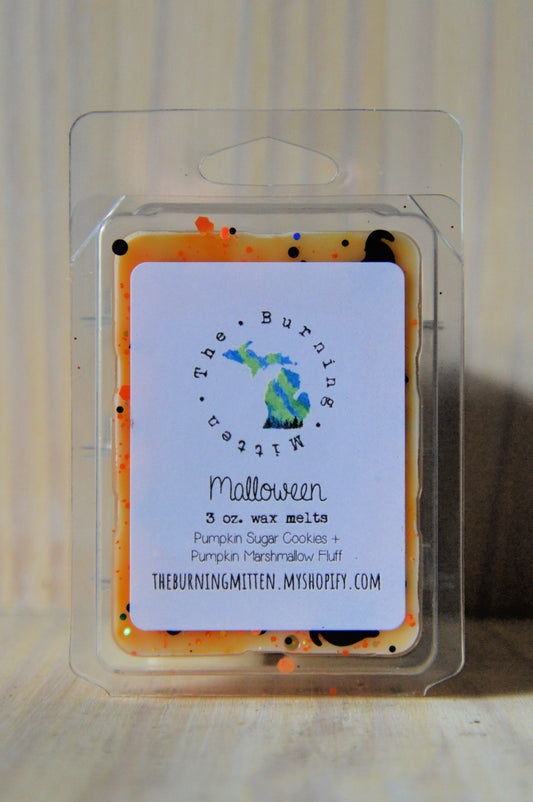 The • Burning • Mitten •
Malloween
3 oz. wax melts
Pumpkin Sugar Cookies +
Pumpkin Marshmallow Fluff
THEBURNINGMITTEN.MYSHOPIFY.COM